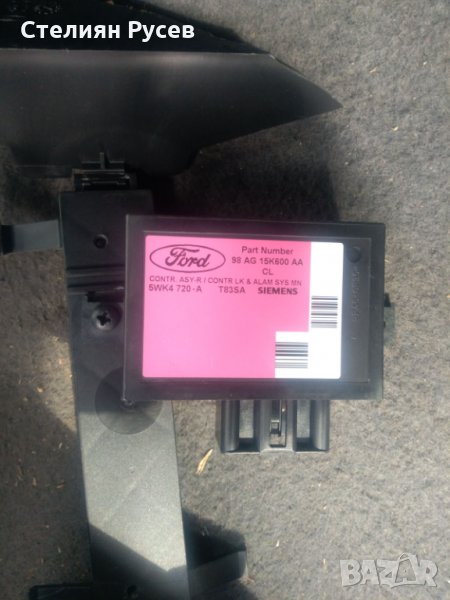 Стелиян Русев
Ford
Part Number
98 AG 15K600 AA
CL
CONTR. ASY-R / CONTR LK & ALAM SYS MN
5WK4 720-A T83SA SIEMENS
bazar